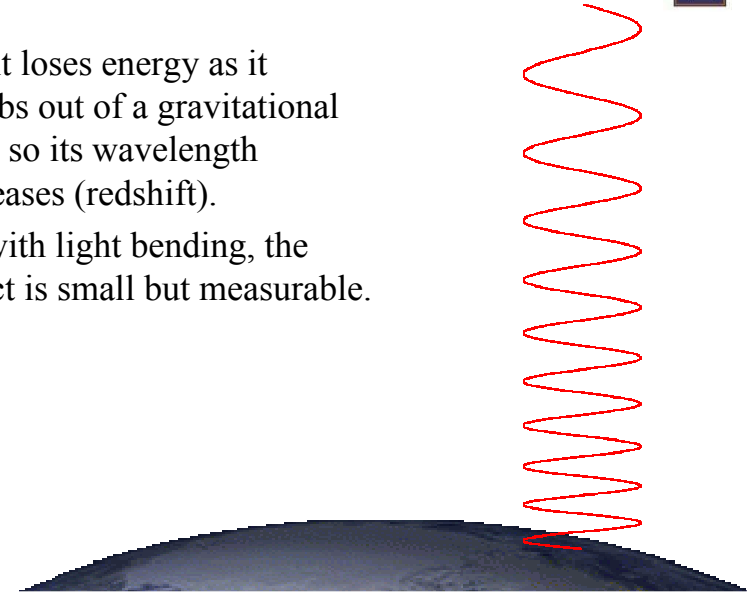 t loses energy as it
bs out of a gravitational
so its wavelength
eases (redshift).
with light bending, the
ct is small but measurable.